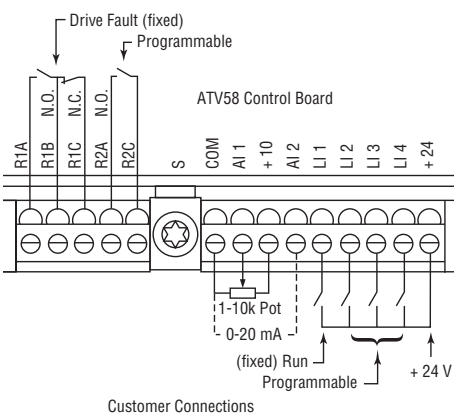 Drive Fault (fixed)
Programmable
ATV58 Control Board
R1A
N.O.
R1B
N.C.
R1C
N.O.
R2A
R2C
S
COM
AI 1
+ 10
AI 2
LI 1
LI 2
LI 3
LI 4
+ 24
1-10k Pot
0-20 mA
(fixed) Run
Programmable
+ 24 V
Customer Connections